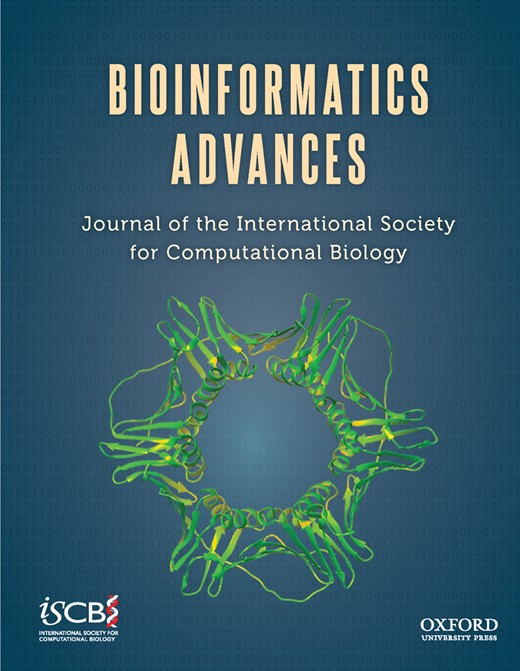 BIOINFORMATICS
ADVANCES
Journal of the International Society
for Computational Biology
iSCB
INTERNATIONAL SOCIETY FOR
COMPUTATIONAL BIOLOGY
OXFORD
UNIVERSITY PRESS